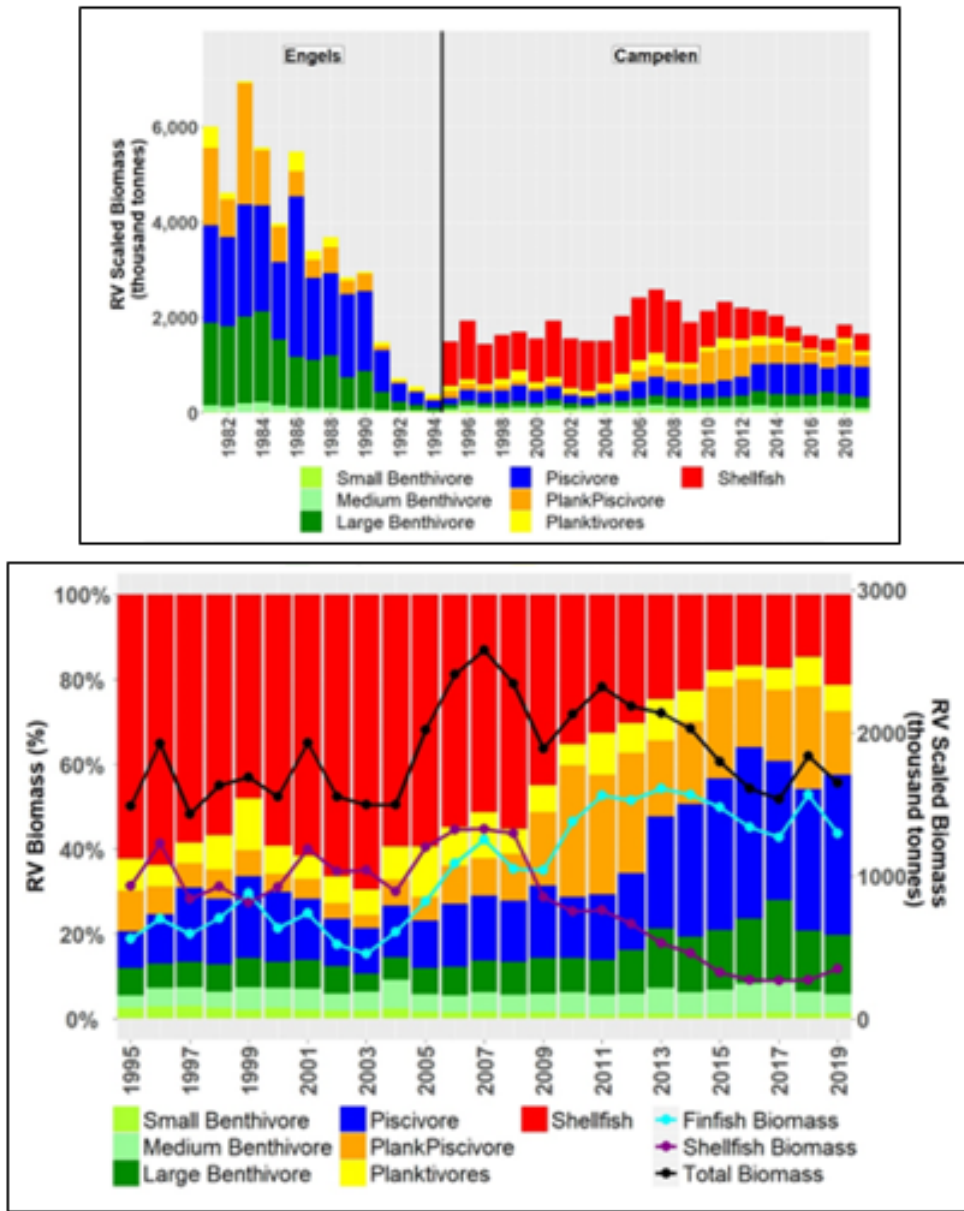 Engels
Campelen
RV Scaled Biomass
(thousand tonnes)
6,000
4,000
2,000
0
1982
1984
1986
1988
1990
1992
1994
1996
1998
2000
2002
2004
2006
2008
2010
2012
2014
2016
2018
Small Benthivore
Piscivore
Shellfish
Medium Benthivore
PlankPiscivore
Large Benthivore
Planktivores
RV Biomass (%)
100%
80%
60%
40%
20%
0%
RV Scaled Biomass
(thousand tonnes)
3000
2000
1000
0
1995
1997
1999
2001
2003
2005
2007
2009
2011
2013
2015
2017
2019
Small Benthivore
Piscivore
Shellfish
Finfish Biomass
Medium Benthivore
PlankPiscivore
Shellfish Biomass
Large Benthivore
Planktivores
Total Biomass